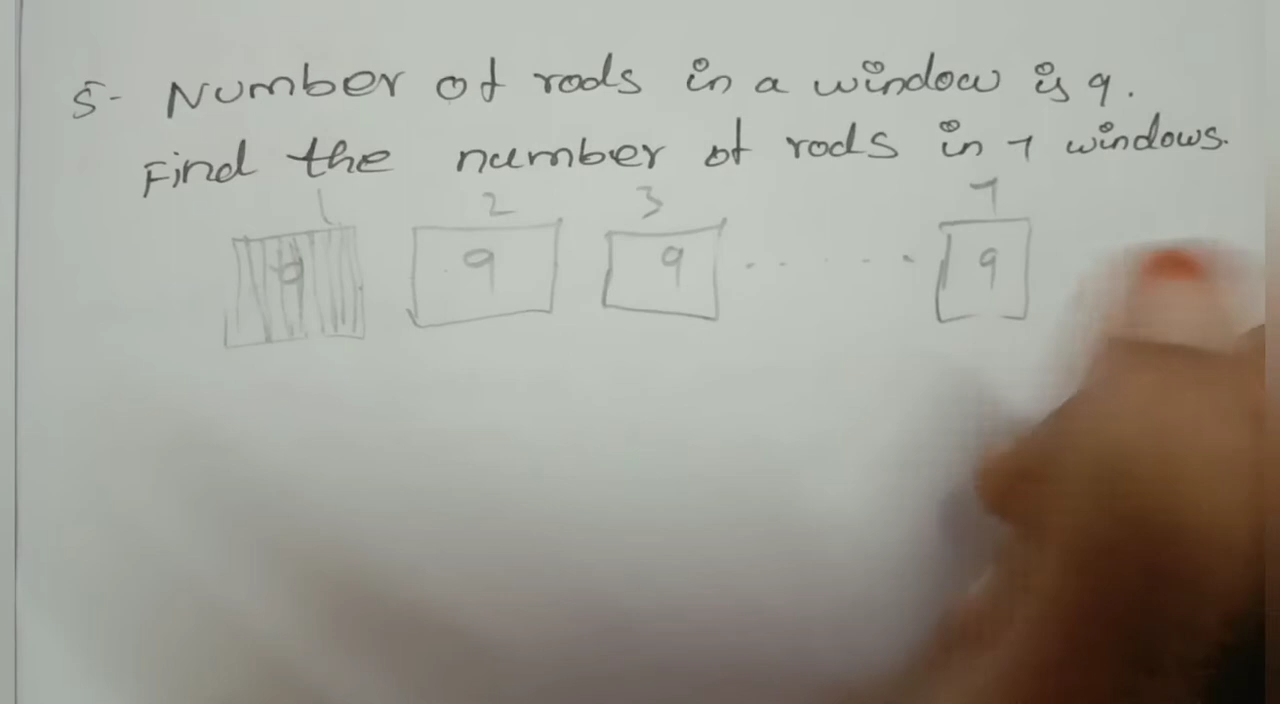 5- Number of rods in a window is 9.
Find the number of rods in 7 windows.
1 2 3 7
9 9 9 ...... 9